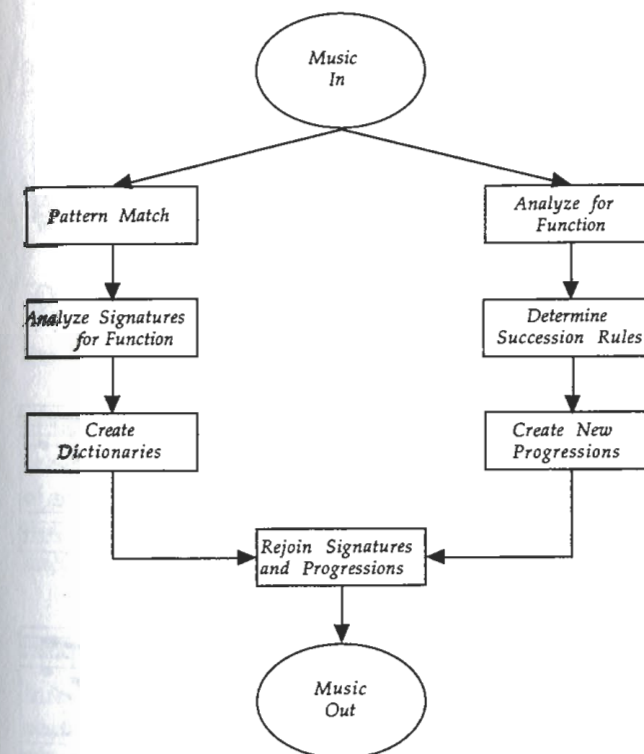 Music
In
Pattern Match
Analyze for
Function
Analyze Signatures
for Function
Determine
Succession Rules
Create
Dictionaries
Create New
Progressions
Rejoin Signatures
and Progressions
Music
Out